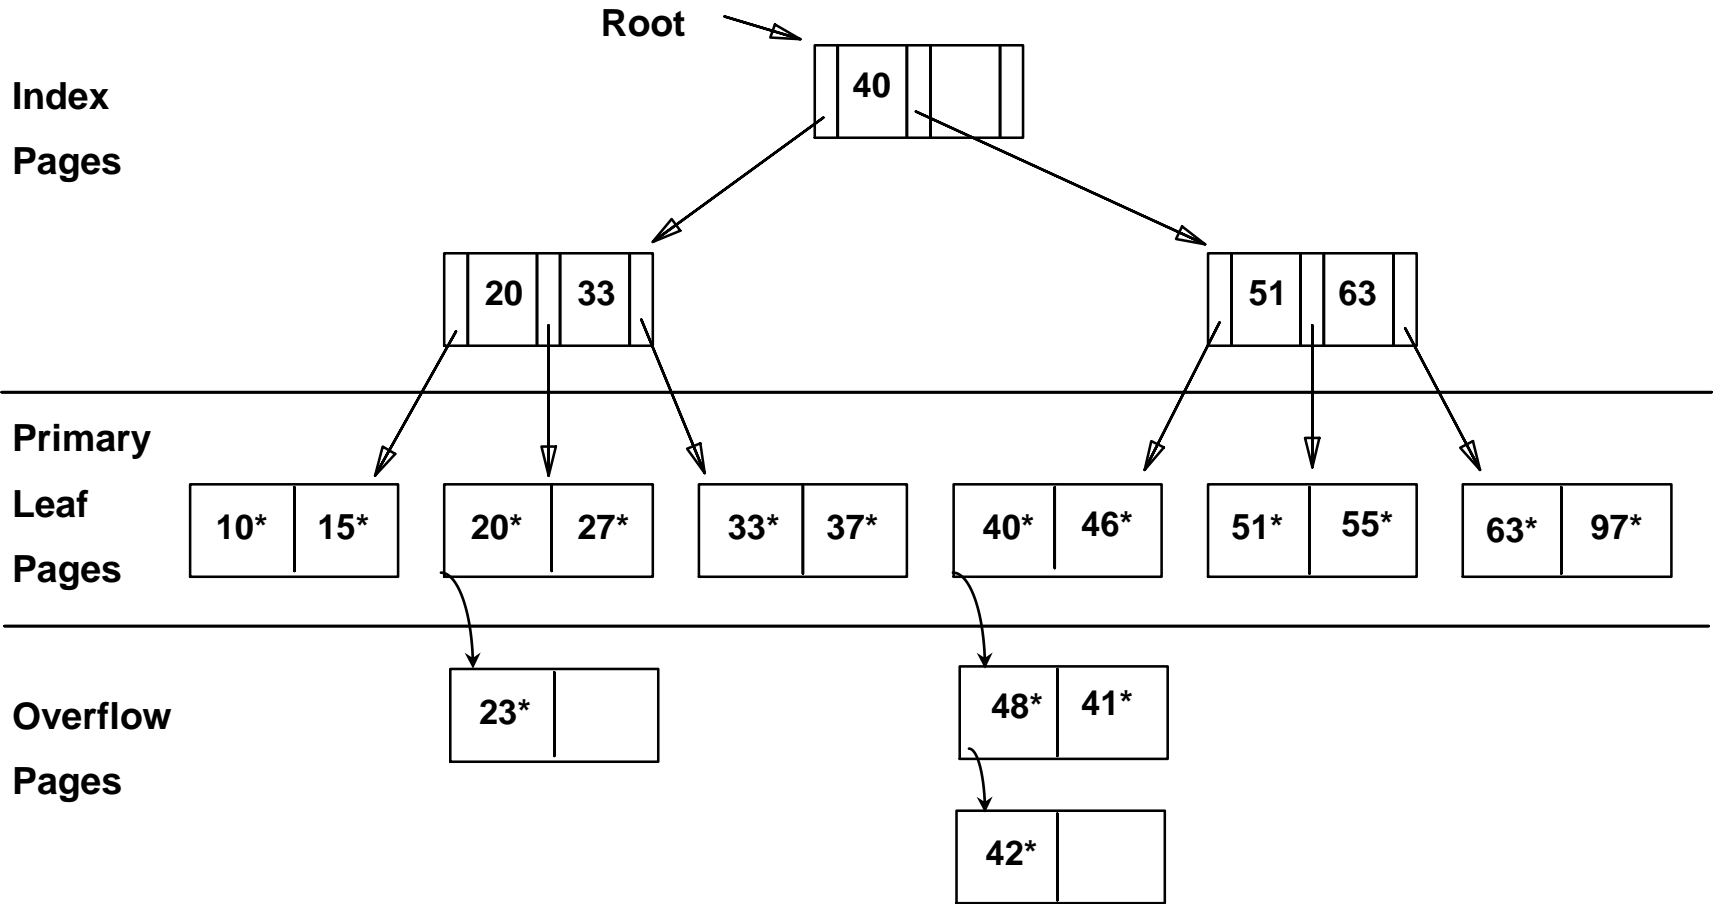 Root
Index
Pages
40
20 33
51 63
Primary
Leaf
Pages
10* 15*
20* 27*
33* 37*
40* 46*
51* 55*
63* 97*
Overflow
Pages
23*
48* 41*
42*